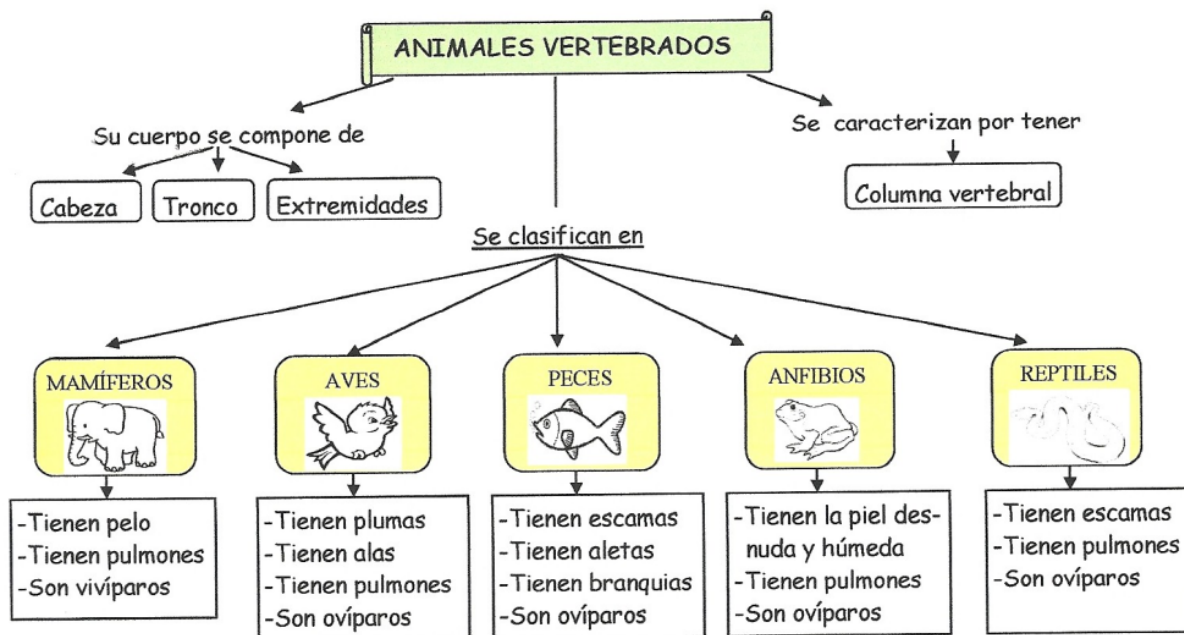 ANIMALES VERTEBRADOS
Su cuerpo se compone de
Se caracterizan por tener
Cabeza
Tronco
Extremidades
Columna vertebral
Se clasifican en
MAMÍFEROS
AVES
PECES
ANFIBIOS
REPTILES
-Tienen pelo
-Tienen pulmones
-Son vivíparos
-Tienen plumas
-Tienen alas
-Tienen pulmones
-Son ovíparos
-Tienen escamas
-Tienen aletas
-Tienen branquias
-Son ovíparos
-Tienen la piel des-
nuda y húmeda
-Tienen pulmones
-Son ovíparos
-Tienen escamas
-Tienen pulmones
-Son ovíparos